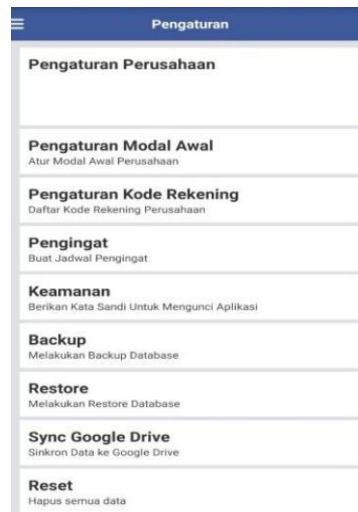 Pengaturan
Pengaturan Perusahaan
Pengaturan Modal Awal
Atur Modal Awal Perusahaan
Pengaturan Kode Rekening
Daftar Kode Rekening Perusahaan
Pengingat
Buat Jadwal Pengingat
Keamanan
Berikan Kata Sandi Untuk Mengunci Aplikasi
Backup
Melakukan Backup Database
Restore
Melakukan Restore Database
Sync Google Drive
Sinkron Data ke Google Drive
Reset
Hapus semua data